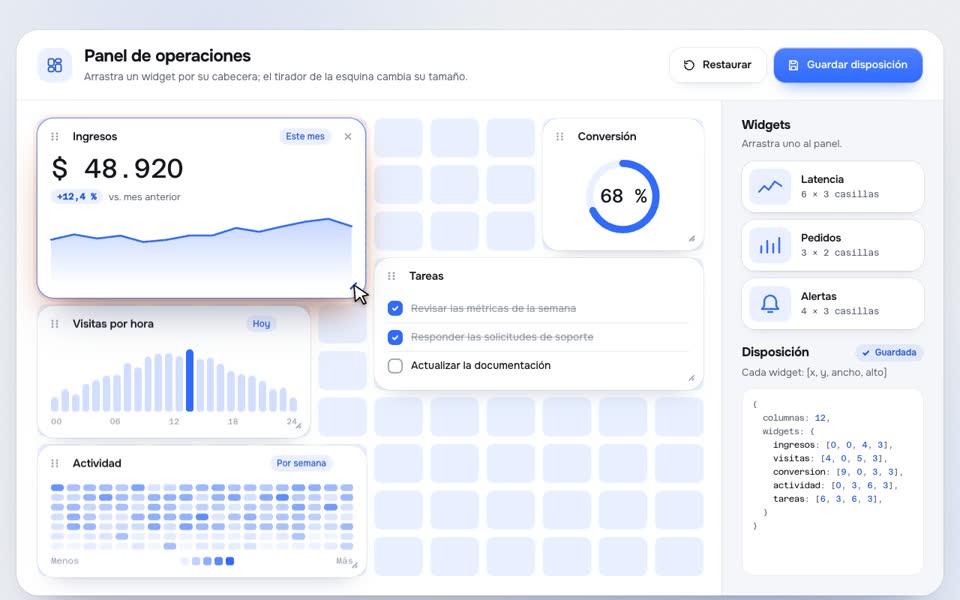 Panel de operaciones
Arrastra un widget por su cabecera; el tirador de la esquina cambia su tamaño.
Restaurar
Guardar disposición
Ingresos
Este mes
$ 48.920
+12,4 %
vs. mes anterior
Conversión
68 %
Tareas
Revisar las métricas de la semana
Responder las solicitudes de soporte
Actualizar la documentación
Visitas por hora
Hoy
00 06 12 18 24
Actividad
Por semana
Menos
Más
Widgets
Arrastra uno al panel.
Latencia
6 × 3 casillas
Pedidos
3 × 2 casillas
Alertas
4 × 3 casillas
Disposición
Guardada
Cada widget: [x, y, ancho, alto]
{
columnas: 12,
widgets: {
ingresos: [0, 0, 4, 3],
visitas: [4, 0, 5, 3],
conversion: [9, 0, 3, 3],
actividad: [0, 3, 6, 3],
tareas: [6, 3, 6, 3],
}
}